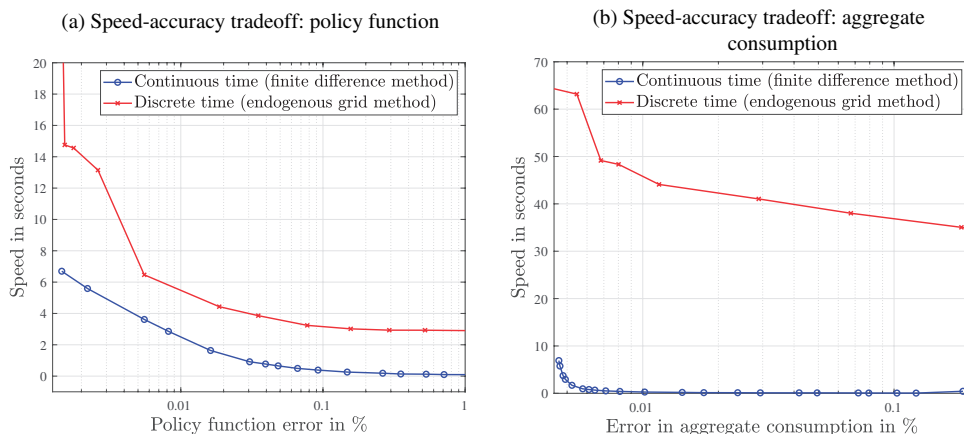 (a) Speed-accuracy tradeoff: policy function
20
18
16
14
12
10
8
6
4
2
0
Speed in seconds
Continuous time (finite difference method)
Discrete time (endogenous grid method)
0.01
0.1
1
Policy function error in %
(b) Speed-accuracy tradeoff: aggregate
consumption
70
60
50
40
30
20
10
0
Speed in seconds
Continuous time (finite difference method)
Discrete time (endogenous grid method)
0.01
0.1
Error in aggregate consumption in %